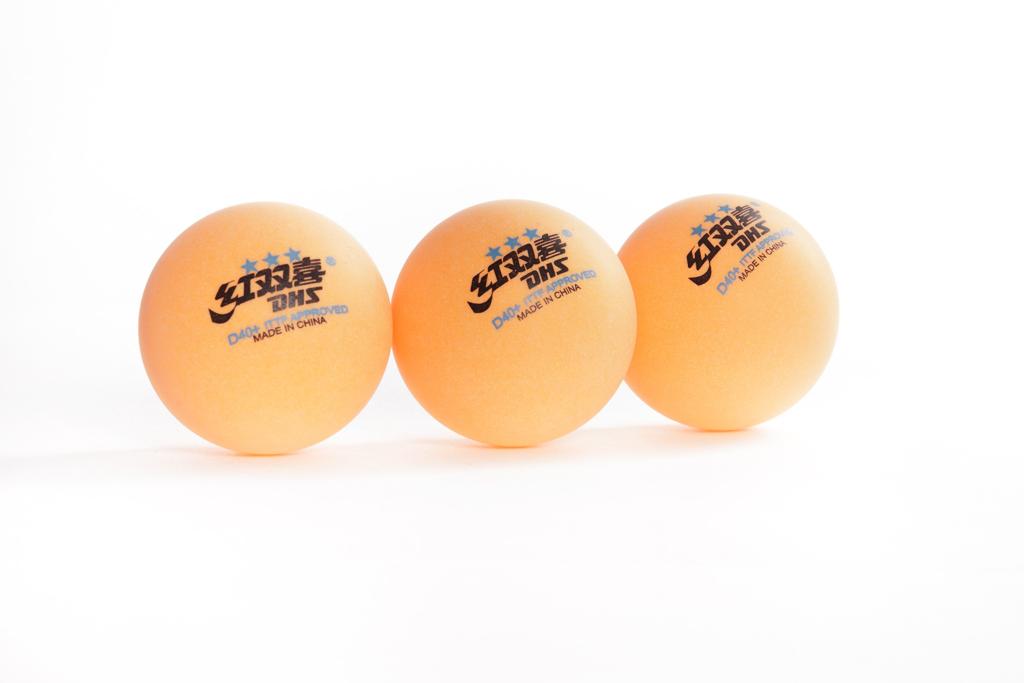 ★★★
红双喜®
DHS
D40+ ITTF APPROVED
MADE IN CHINA
★★★
红双喜®
DHS
D40+ ITTF APPROVED
MADE IN CHINA
★★★
红双喜
DHS
D40+ ITTF APPROVED
MADE IN CHINA